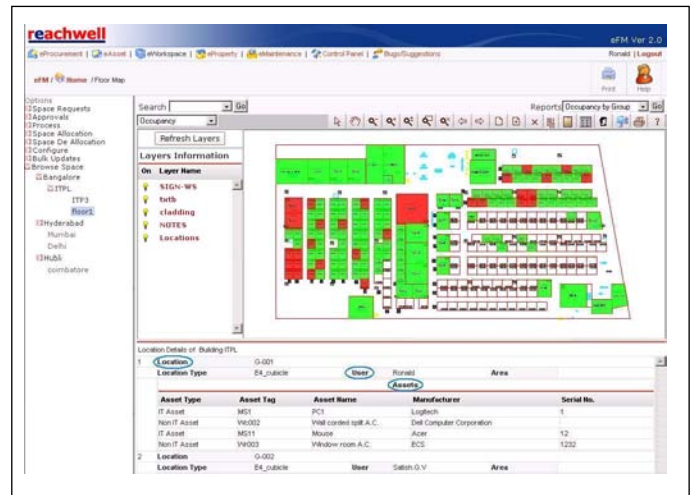 reachwell
eFM Ver 2.0
eProcurement | eAsset | eWorkspace | eProperty | eMaintenance | Control Panel | Bugs/Suggestions Ronald | Logout
eFM / Home / Floor Map
Print Help
Options
Space Requests
Approvals
Process
Space Allocation
Space De Allocation
Configure
Bulk Updates
Browse Space
Bangalore
ITPL
ITP3
floor1
Hyderabad
Mumbai
Delhi
Hubli
coimbatore
Search Go Reports Occupancy by Group Go
Occupancy
Refresh Layers
Layers Information
On Layer Name
SIGN-WS
txtb
cladding
NOTES
Locations
Location Details of Building ITPL
1 Location G-001
Location Type E4_cubicle User Ronald Area
Assets
Asset Type Asset Tag Asset Name Manufacturer Serial No.
IT Asset MS1 PC1 Logitech 1
Non IT Asset Wall corded split A.C. Dell Computer Corporation
IT Asset MS11 Mouse Acer 12
Non IT Asset Window room A.C. ECS 1232
2 Location G-002
Location Type E4_cubicle User Satish.G.V Area